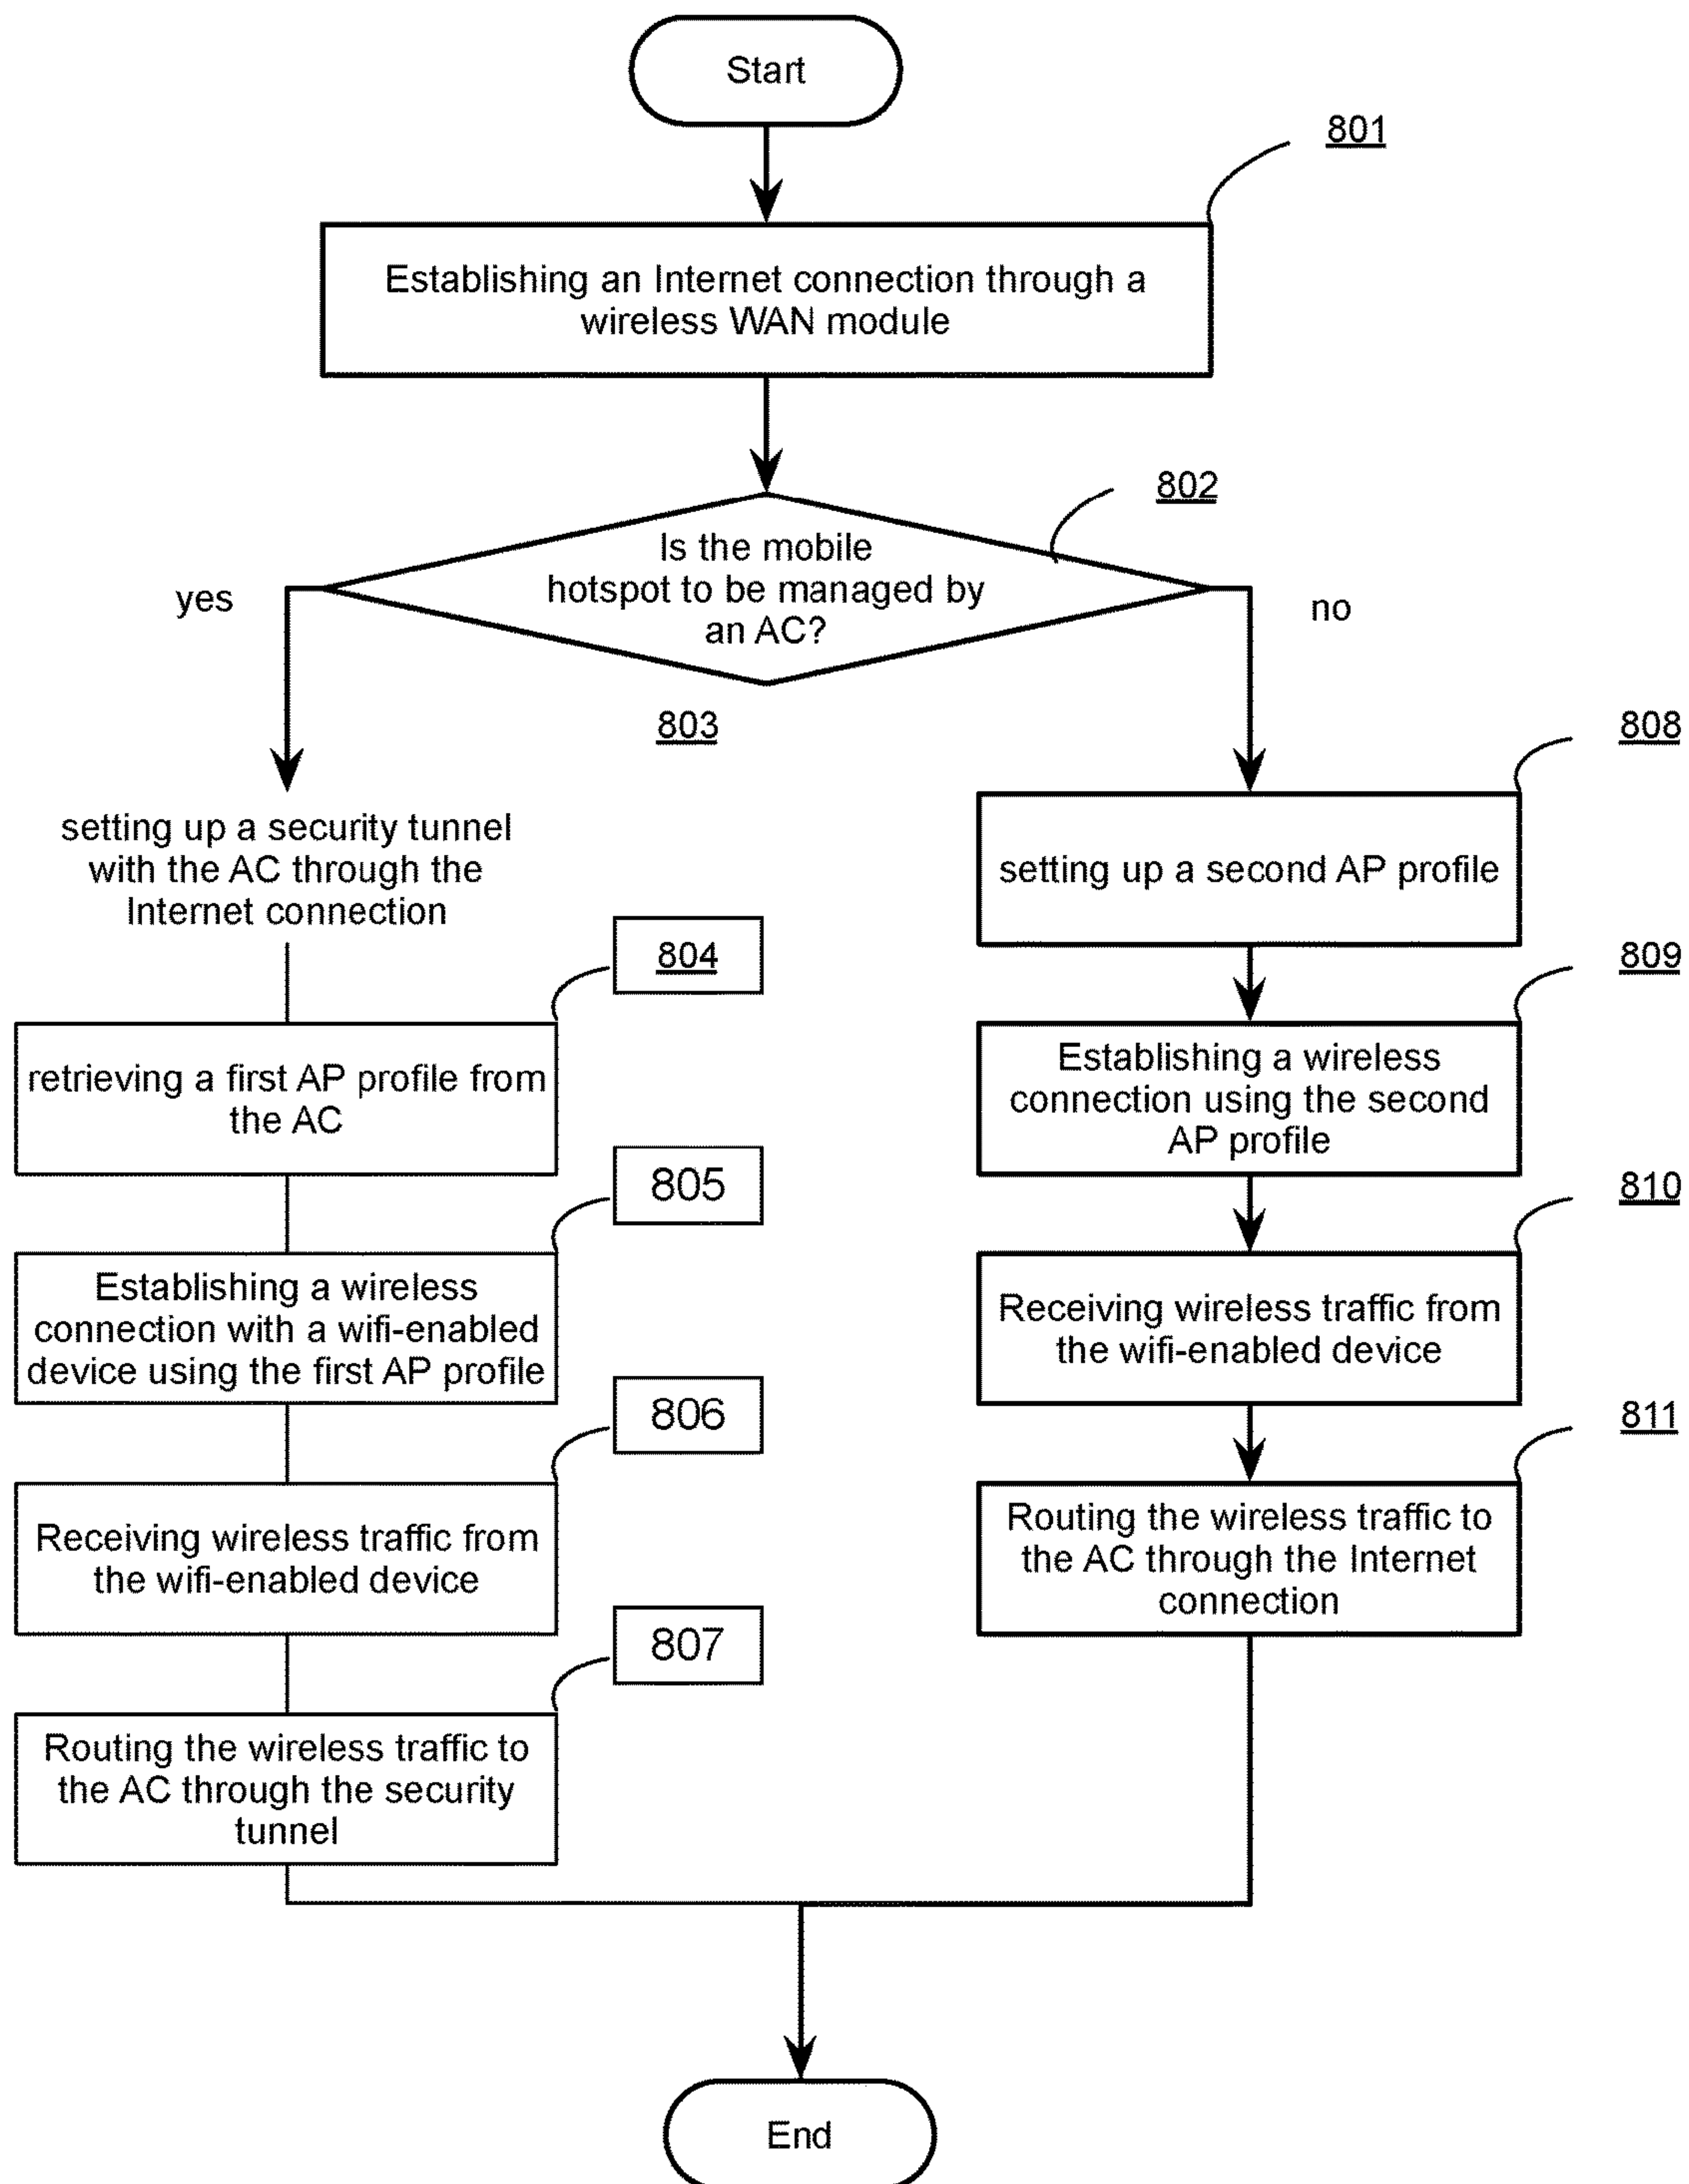 Start
801
Establishing an Internet connection through a
wireless WAN module
802
Is the mobile
hotspot to be managed by
an AC?
yes
no
803
setting up a security tunnel
with the AC through the
Internet connection
804
retrieving a first AP profile from
the AC
805
Establishing a wireless
connection with a wifi-enabled
device using the first AP profile
806
Receiving wireless traffic from
the wifi-enabled device
807
Routing the wireless traffic to
the AC through the security
tunnel
808
setting up a second AP profile
809
Establishing a wireless
connection using the second
AP profile
810
Receiving wireless traffic from
the wifi-enabled device
811
Routing the wireless traffic to
the AC through the Internet
connection
End